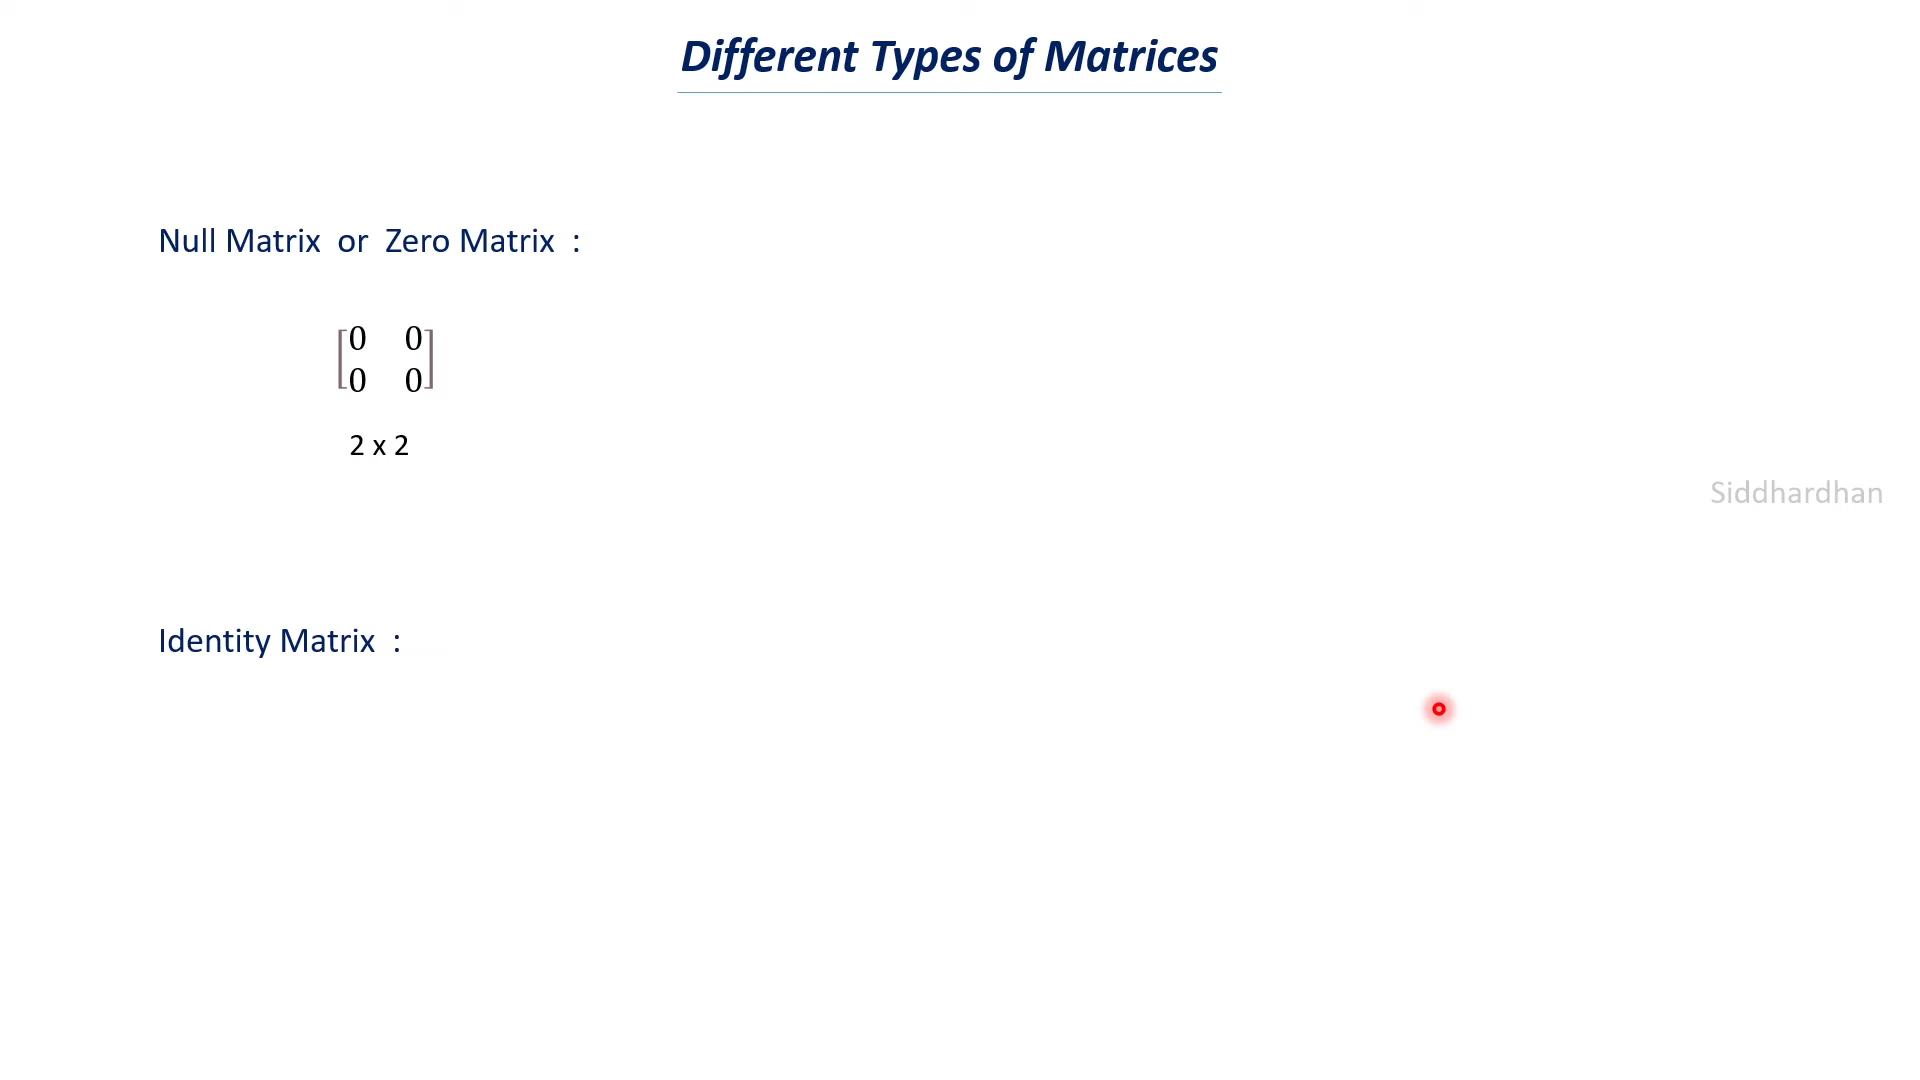 Different Types of Matrices
Null Matrix or Zero Matrix :
0 0
0 0
2 x 2
Siddhardhan
Identity Matrix :